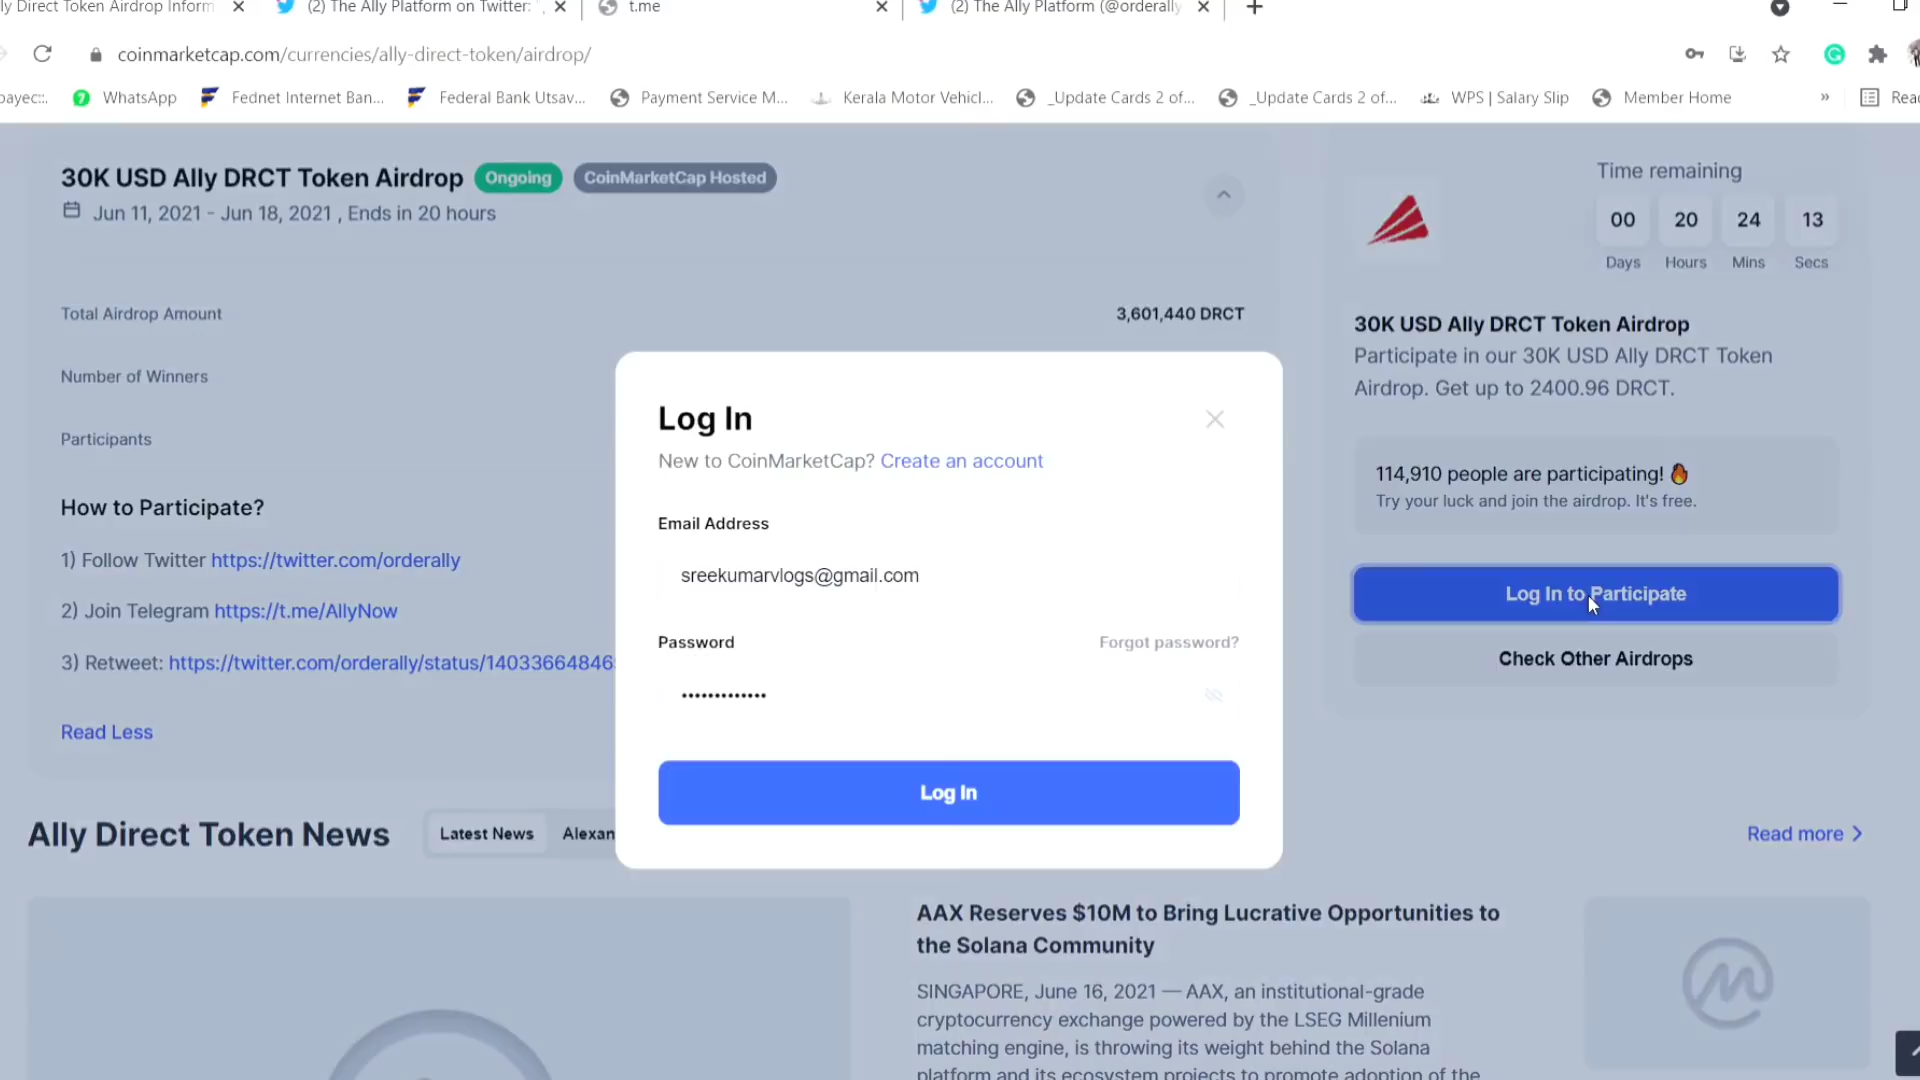 ly Direct Token Airdrop Inform
(2) The Ally Platform on Twitter: "
t.me
(2) The Ally Platform (@orderally
coinmarketcap.com/currencies/ally-direct-token/airdrop/
WhatsApp
Fednet Internet Ban...
Federal Bank Utsav...
Payment Service M...
Kerala Motor Vehicl...
_Update Cards 2 of...
_Update Cards 2 of...
WPS | Salary Slip
Member Home
»
30K USD Ally DRCT Token Airdrop
Ongoing
CoinMarketCap Hosted
Jun 11, 2021 - Jun 18, 2021 , Ends in 20 hours
Total Airdrop Amount
3,601,440 DRCT
Number of Winners
Participants
How to Participate?
1) Follow Twitter https://twitter.com/orderally
2) Join Telegram https://t.me/AllyNow
3) Retweet: https://twitter.com/orderally/status/14033664846
Read Less
Log In
New to CoinMarketCap? Create an account
Email Address
sreekumarvlogs@gmail.com
Password
Forgot password?
•••••••••••••
Log In
Time remaining
00 20 24 13
Days Hours Mins Secs
30K USD Ally DRCT Token Airdrop
Participate in our 30K USD Ally DRCT Token
Airdrop. Get up to 2400.96 DRCT.
114,910 people are participating! 🔥
Try your luck and join the airdrop. It's free.
Log In to Participate
Check Other Airdrops
Ally Direct Token News
Latest News
Alexan
Read more >
AAX Reserves $10M to Bring Lucrative Opportunities to
the Solana Community
SINGAPORE, June 16, 2021 — AAX, an institutional-grade
cryptocurrency exchange powered by the LSEG Millenium
matching engine, is throwing its weight behind the Solana
platform and its ecosystem projects to promote adoption of the